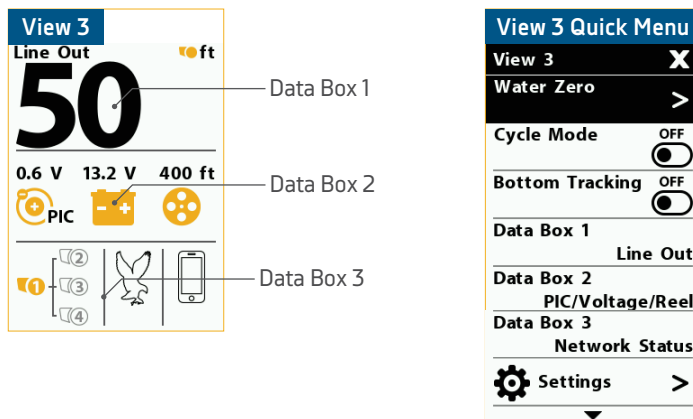 View 3
Line Out
ft
50
Data Box 1
0.6 V 13.2 V 400 ft
PIC
Data Box 2
2
1
3
4
Data Box 3
View 3 Quick Menu
View 3 X
Water Zero >
Cycle Mode OFF
Bottom Tracking OFF
Data Box 1
Line Out
Data Box 2
PIC/Voltage/Reel
Data Box 3
Network Status
Settings >